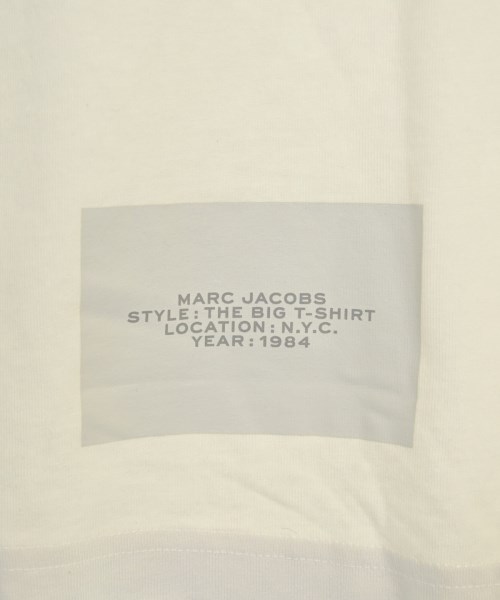 MARC JACOBS
STYLE: THE BIG T-SHIRT
LOCATION: N.Y.C.
YEAR: 1984